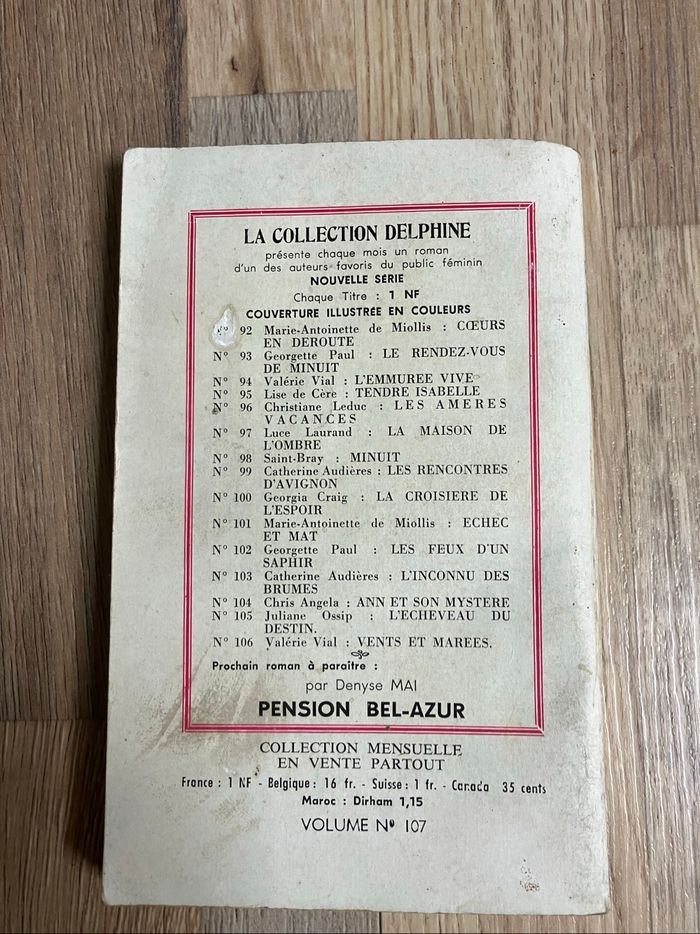 LA COLLECTION DELPHINE
présente chaque mois un roman
d'un des auteurs favoris du public féminin
NOUVELLE SÉRIE
Chaque Titre : 1 NF
COUVERTURE ILLUSTRÉE EN COULEURS
N° 92 Marie-Antoinette de Miollis : CŒURS
EN DEROUTE
N° 93 Georgette Paul : LE RENDEZ-VOUS
DE MINUIT
N° 94 Valérie Vial : L'EMMUREE VIVE
N° 95 Lise de Cère : TENDRE ISABELLE
N° 96 Christiane Leduc : LES AMERES
VACANCES
N° 97 Luce Laurand : LA MAISON DE
L'OMBRE
N° 98 Saint-Bray : MINUIT
N° 99 Catherine Audières : LES RENCONTRES
D'AVIGNON
N° 100 Georgia Craig : LA CROISIERE DE
L'ESPOIR
N° 101 Marie-Antoinette de Miollis : ECHEC
ET MAT
N° 102 Georgette Paul : LES FEUX D'UN
SAPHIR
N° 103 Catherine Audières : L'INCONNU DES
BRUMES
N° 104 Chris Angela : ANN ET SON MYSTERE
N° 105 Juliane Ossip : L'ECHEVEAU DU
DESTIN.
N° 106 Valérie Vial : VENTS ET MAREES.
Prochain roman à paraître :
par Denyse MAI
PENSION BEL-AZUR
COLLECTION MENSUELLE
EN VENTE PARTOUT
France : 1 NF - Belgique : 16 fr. - Suisse : 1 fr. - Canada 35 cents
Maroc : Dirham 1,15
VOLUME N° 107